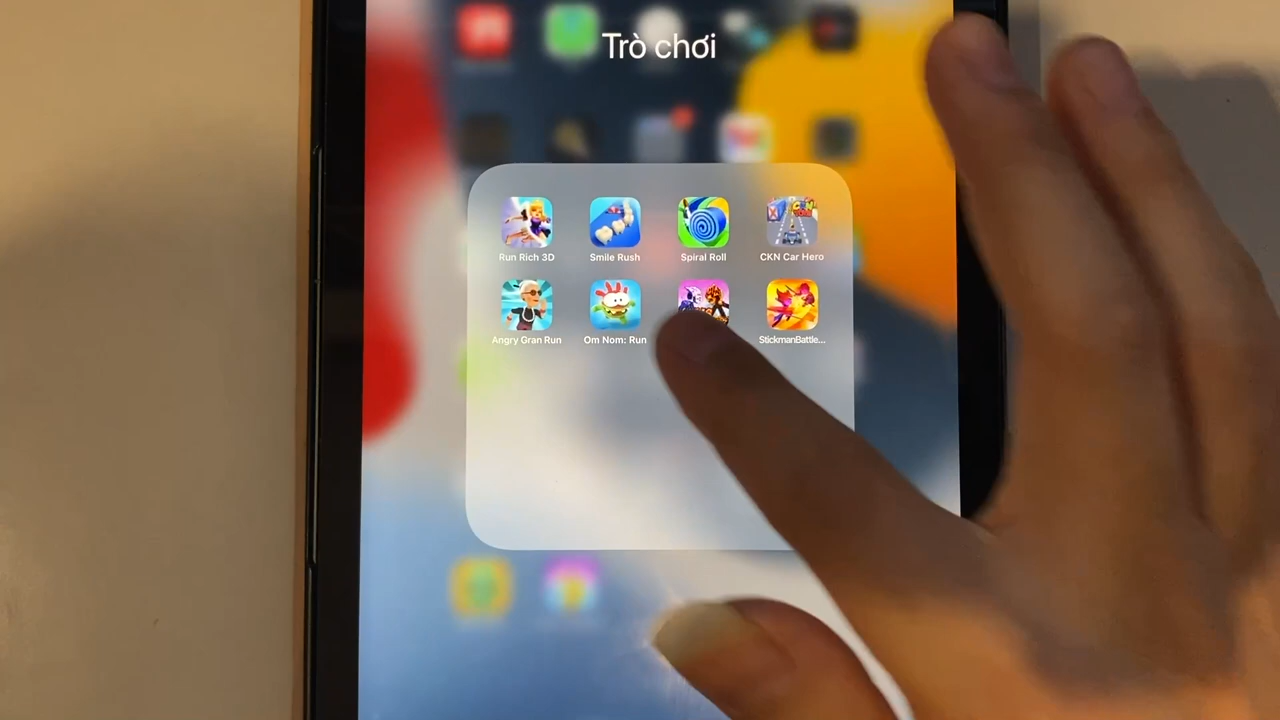 Trò chơi
Run Rich 3D
Smile Rush
Spiral Roll
CKN Car Hero
Angry Gran Run
Om Nom: Run
StickmanBattle...